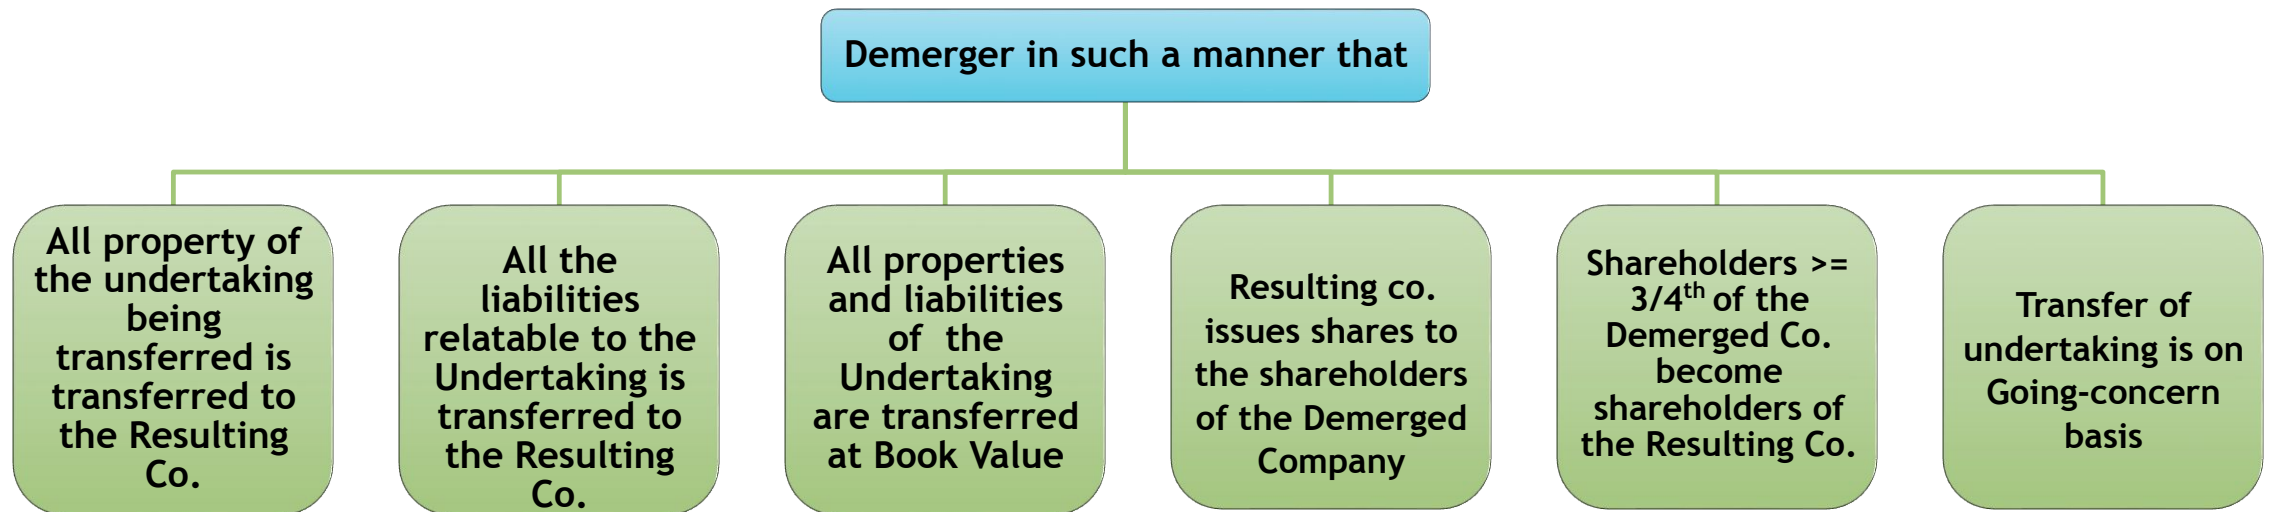 Demerger in such a manner that
All property of
the undertaking
being
transferred is
transferred to
the Resulting
Co.
All the
liabilities
relatable to the
Undertaking is
transferred to
the Resulting
Co.
All properties
and liabilities
of the
Undertaking
are transferred
at Book Value
Resulting co.
issues shares to
the shareholders
of the Demerged
Company
Shareholders >=
3/4th of the
Demerged Co.
become
shareholders of
the Resulting Co.
Transfer of
undertaking is on
Going-concern
basis